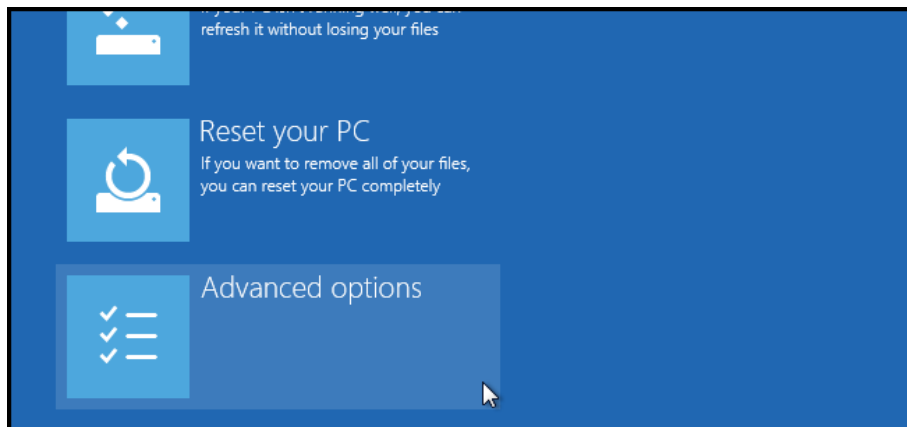 refresh it without losing your files
Reset your PC
If you want to remove all of your files,
you can reset your PC completely
Advanced options